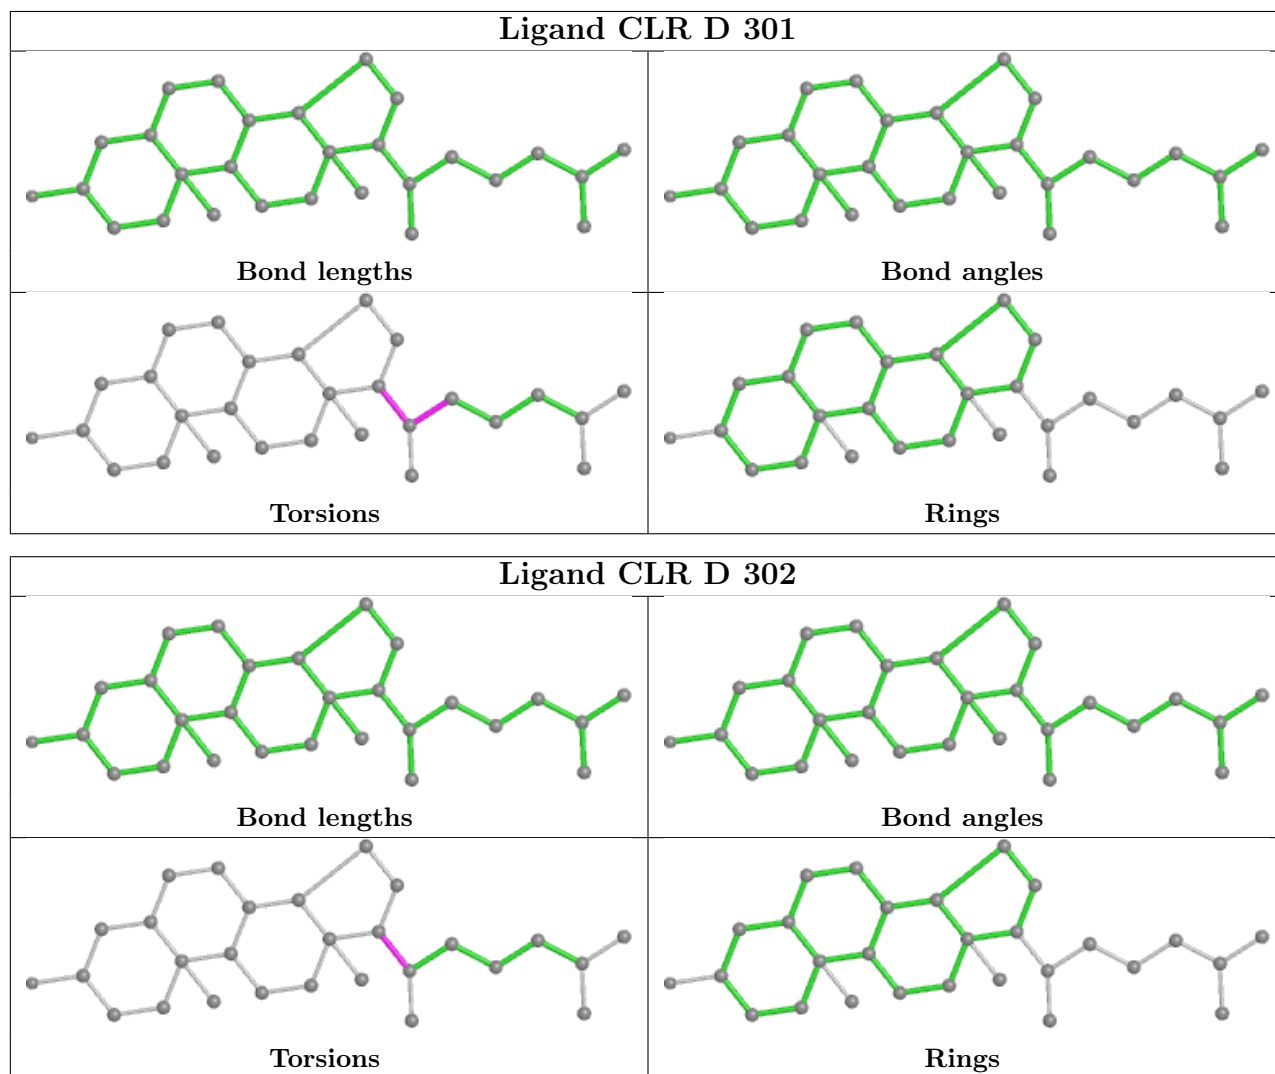 Ligand CLR D 301
Bond lengths
Bond angles
Torsions
Rings
Ligand CLR D 302
Bond lengths
Bond angles
Torsions
Rings